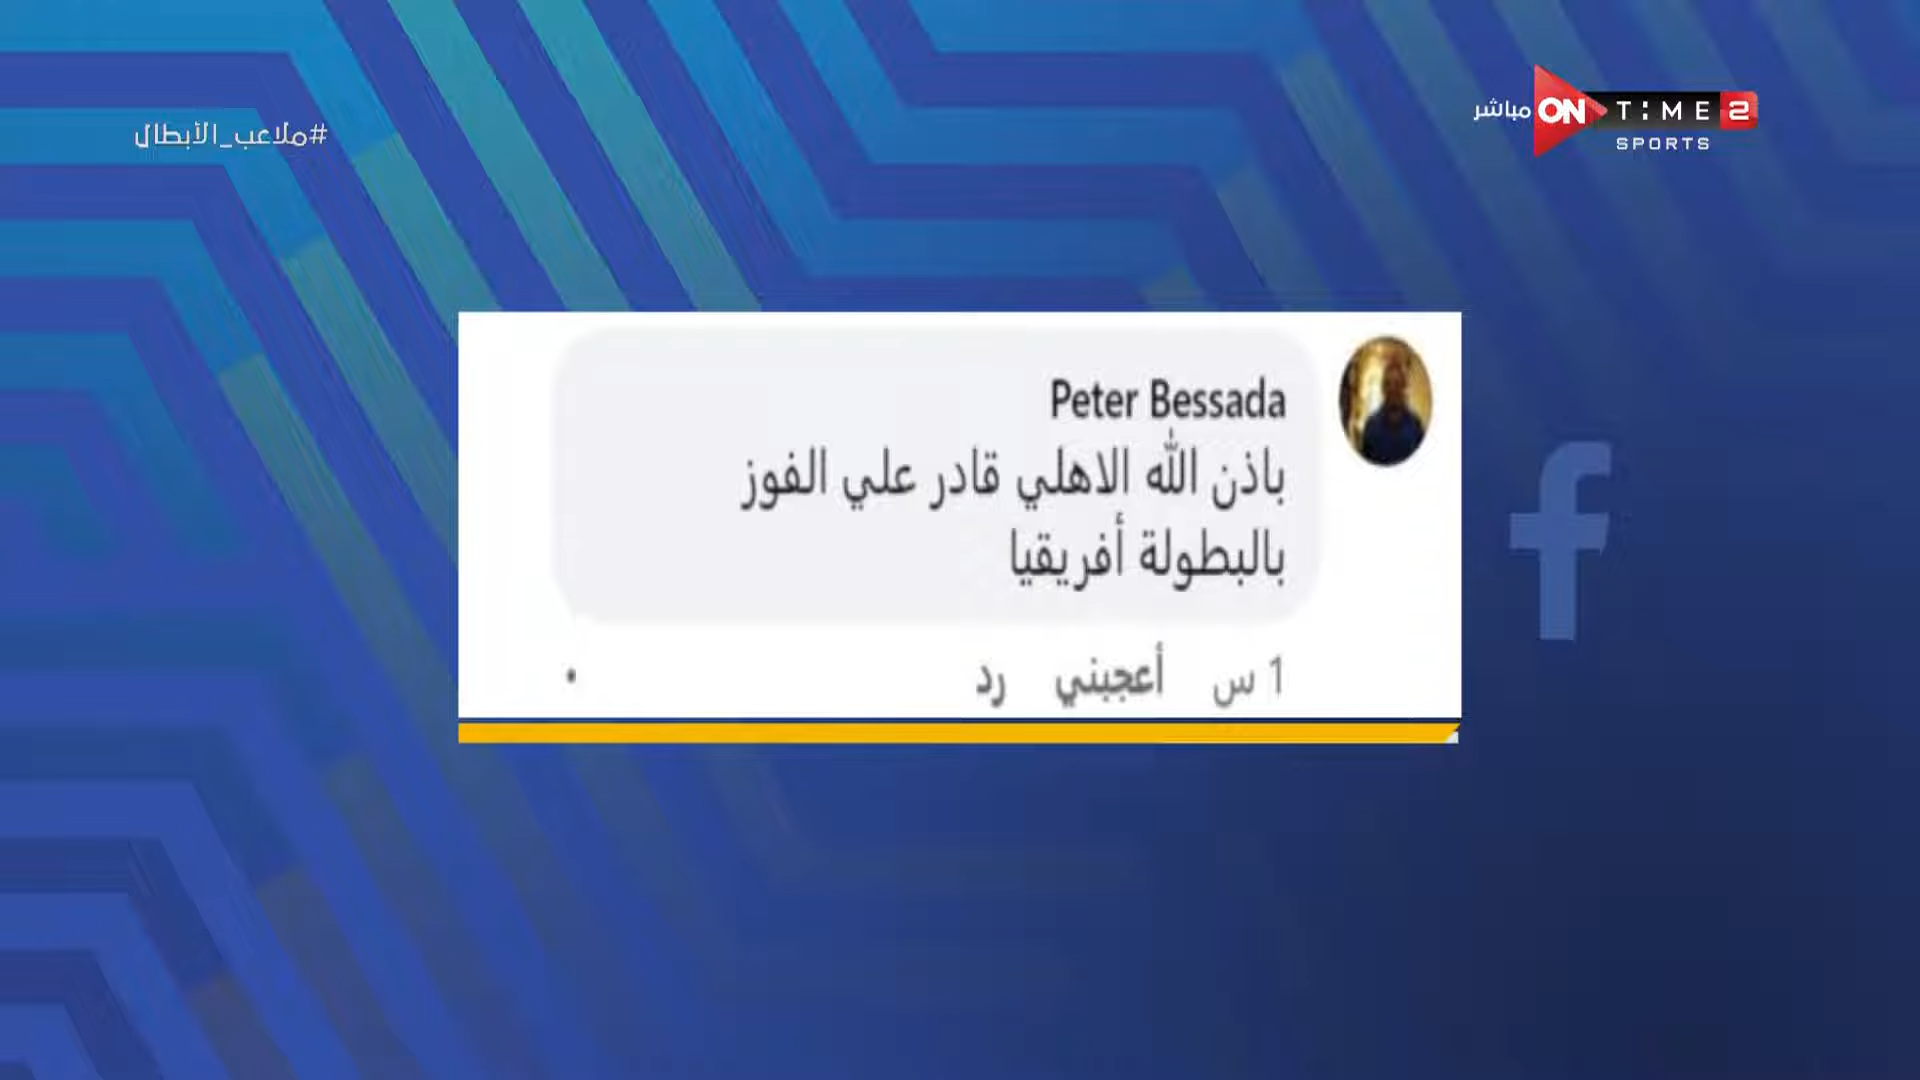 #ملاعب_الأبطال
مباشر ON TIME 2
SPORTS
Peter Bessada
باذن الله الاهلي قادر علي الفوز
بالبطولة أفريقيا
1 س أعجبني رد